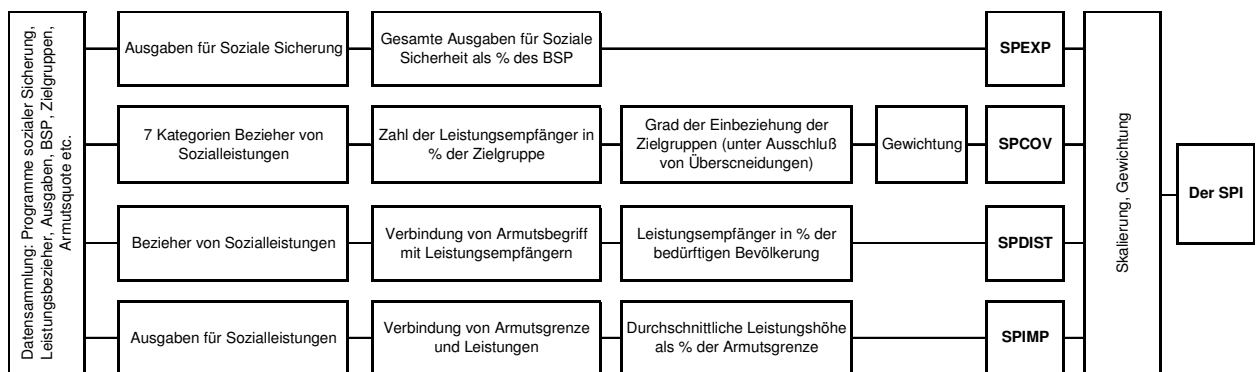 Datensammlung: Programme sozialer Sicherung,
Leistungsbezieher, Ausgaben, BSP, Zielgruppen,
Armutsquote etc.
Ausgaben für Soziale Sicherung
Gesamte Ausgaben für Soziale
Sicherheit als % des BSP
SPEXP
7 Kategorien Bezieher von
Sozialleistungen
Zahl der Leistungsempfänger in
% der Zielgruppe
Grad der Einbeziehung der
Zielgruppen (unter Ausschluß
von Überscneidungen)
Gewichtung
SPCOV
Bezieher von Sozialleistungen
Verbindung von Armutsbegriff
mit Leistungsempfängern
Leistungsempfänger in % der
bedürftigen Bevölkerung
SPDIST
Ausgaben für Sozialleistungen
Verbindung von Armutsgrenze
und Leistungen
Durchschnittliche Leistungshöhe
als % der Armutsgrenze
SPIMP
Skalierung, Gewichtung
Der SPI